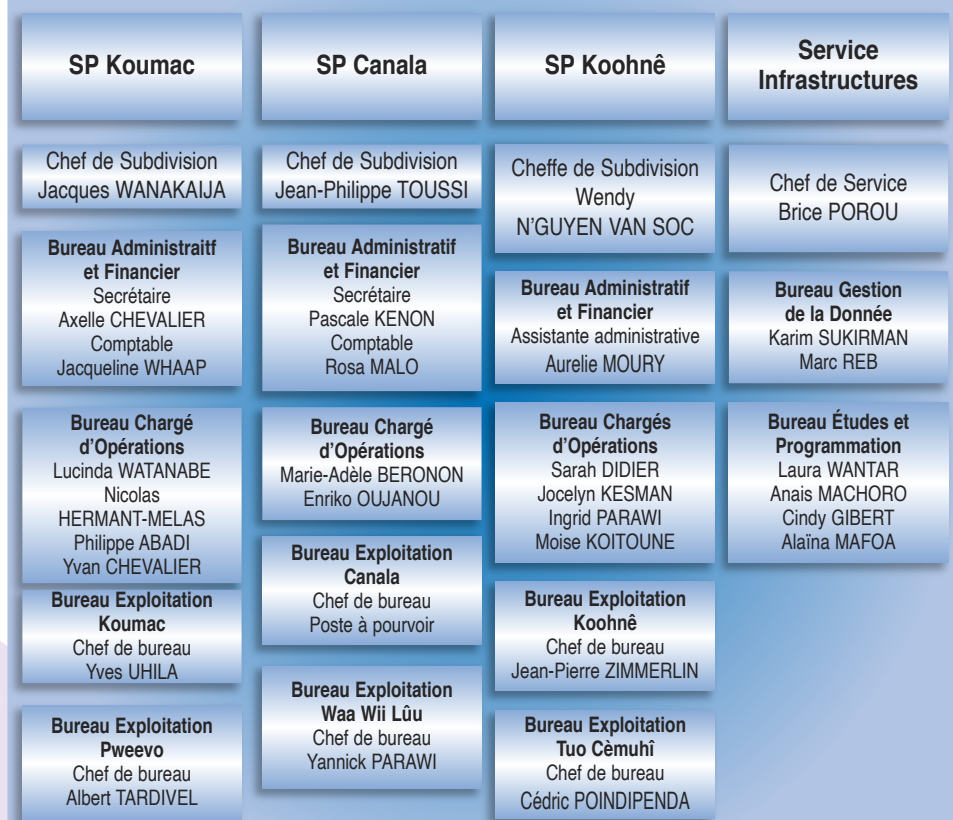 SP Koumac
Chef de Subdivision
Jacques WANAKAIJA
Bureau Administraitf
et Financier
Secrétaire
Axelle CHEVALIER
Comptable
Jacqueline WHAAP
Bureau Chargé
d'Opérations
Lucinda WATANABE
Nicolas
HERMANT-MELAS
Philippe ABADI
Yvan CHEVALIER
Bureau Exploitation
Koumac
Chef de bureau
Yves UHILA
Bureau Exploitation
Pweevo
Chef de bureau
Albert TARDIVEL
SP Canala
Chef de Subdivision
Jean-Philippe TOUSSI
Bureau Administratif
et Financier
Secrétaire
Pascale KENON
Comptable
Rosa MALO
Bureau Chargé
d'Opérations
Marie-Adèle BERONON
Enriko OUJANOU
Bureau Exploitation
Canala
Chef de bureau
Poste à pourvoir
Bureau Exploitation
Waa Wii Lûu
Chef de bureau
Yannick PARAWI
SP Koohnê
Cheffe de Subdivision
Wendy
N'GUYEN VAN SOC
Bureau Administratif
et Financier
Assistante administrative
Aurelie MOURY
Bureau Chargés
d'Opérations
Sarah DIDIER
Jocelyn KESMAN
Ingrid PARAWI
Moise KOITOUNE
Bureau Exploitation
Koohnê
Chef de bureau
Jean-Pierre ZIMMERLIN
Bureau Exploitation
Tuo Cèmuhî
Chef de bureau
Cédric POINDIPENDA
Service
Infrastructures
Chef de Service
Brice POROU
Bureau Gestion
de la Donnée
Karim SUKIRMAN
Marc REB
Bureau Études et
Programmation
Laura WANTAR
Anais MACHORO
Cindy GIBERT
Alaïna MAFOA